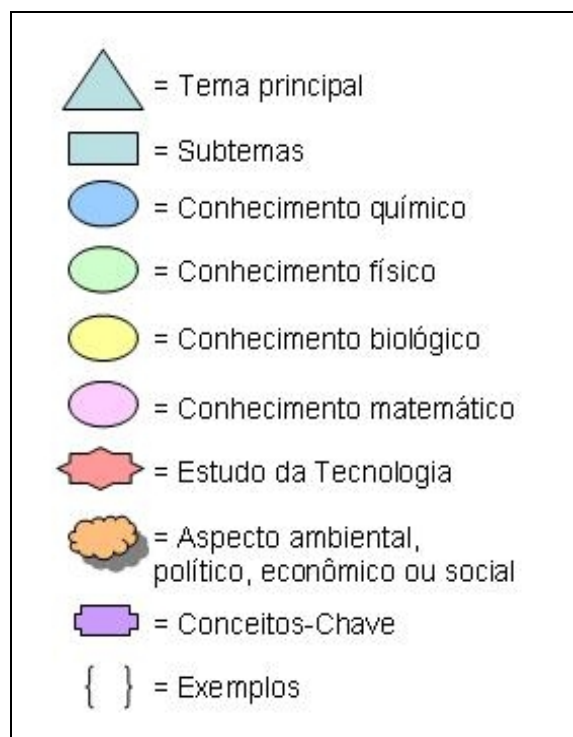 = Tema principal
= Subtemas
= Conhecimento químico
= Conhecimento físico
= Conhecimento biológico
= Conhecimento matemático
= Estudo da Tecnologia
= Aspecto ambiental,
político, econômico ou social
= Conceitos-Chave
{ } = Exemplos